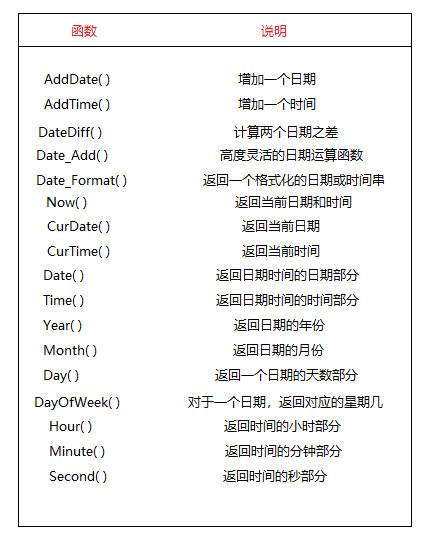 函数 说明
AddDate( ) 增加一个日期
AddTime( ) 增加一个时间
DateDiff( ) 计算两个日期之差
Date_Add( ) 高度灵活的日期运算函数
Date_Format( ) 返回一个格式化的日期或时间串
Now( ) 返回当前日期和时间
CurDate( ) 返回当前日期
CurTime( ) 返回当前时间
Date( ) 返回日期时间的日期部分
Time( ) 返回日期时间的时间部分
Year( ) 返回日期的年份
Month( ) 返回日期的月份
Day( ) 返回一个日期的天数部分
DayOfWeek( ) 对于一个日期，返回对应的星期几
Hour( ) 返回时间的小时部分
Minute( ) 返回时间的分钟部分
Second( ) 返回时间的秒部分